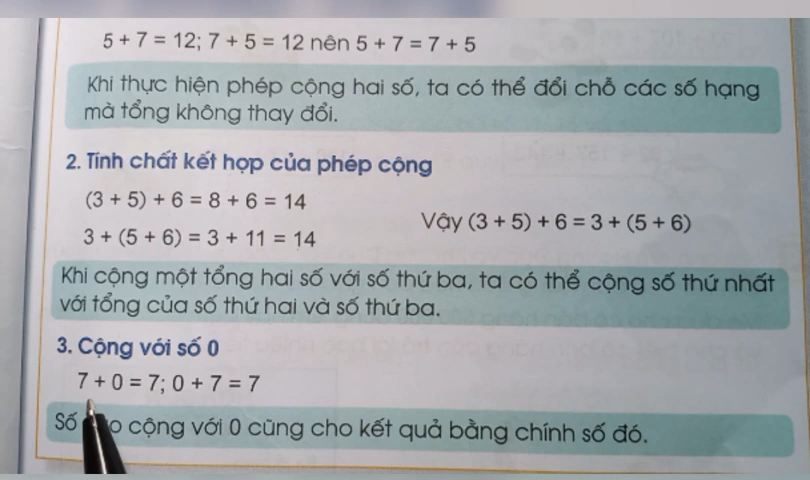 5 + 7 = 12; 7 + 5 = 12 nên 5 + 7 = 7 + 5
Khi thực hiện phép cộng hai số, ta có thể đổi chỗ các số hạng
mà tổng không thay đổi.
2. Tính chất kết hợp của phép cộng
(3 + 5) + 6 = 8 + 6 = 14
3 + (5 + 6) = 3 + 11 = 14
Vậy (3 + 5) + 6 = 3 + (5 + 6)
Khi cộng một tổng hai số với số thứ ba, ta có thể cộng số thứ nhất
với tổng của số thứ hai và số thứ ba.
3. Cộng với số 0
7 + 0 = 7; 0 + 7 = 7
Số cộng với 0 cũng cho kết quả bằng chính số đó.